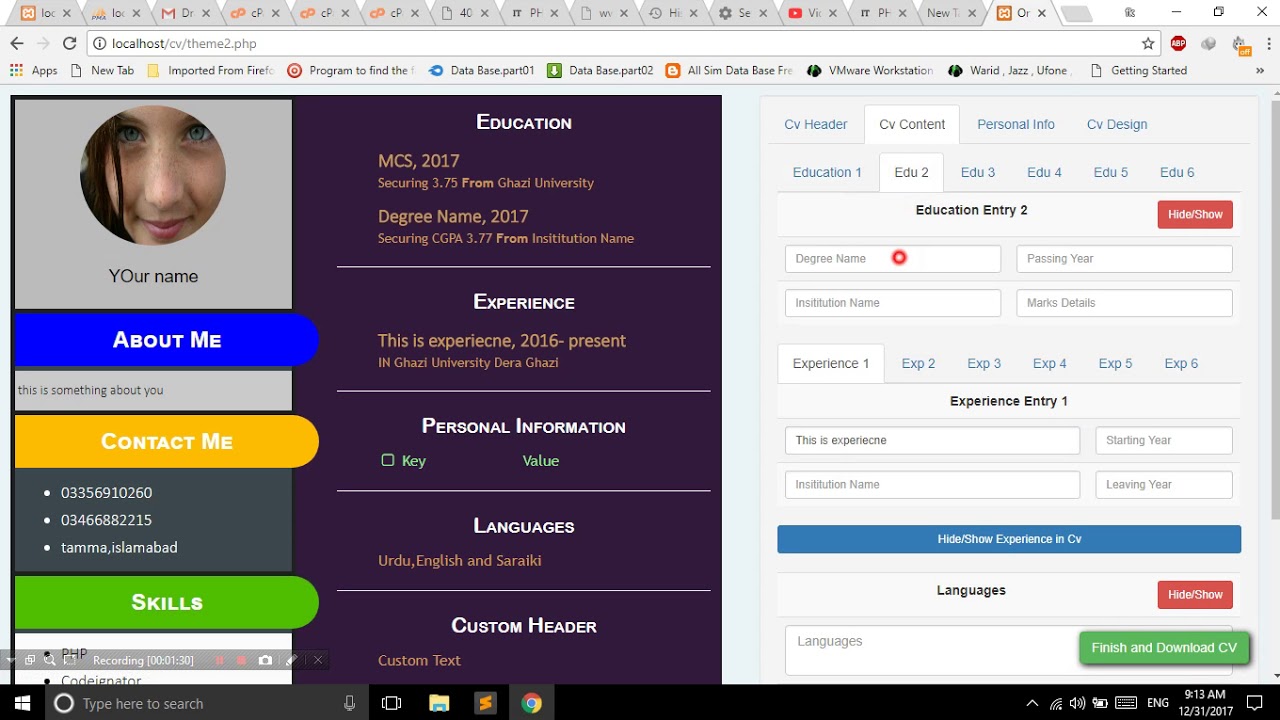 loc
loc
Dr
cP
cP
cP
40
PH
wv
His
Se
Vic
PH
New T
Or
localhost/cv/theme2.php
ABP
off
Apps
New Tab
Imported From Firefo
Program to find the f
Data Base.part01
Data Base.part02
All Sim Data Base Fre
VMware Workstation
Warid , Jazz , Ufone ,
Getting Started
»
YOur name
About Me
this is something about you
Contact Me
03356910260
03466882215
tamma,islamabad
Skills
PHP
Codeignator
Recording [00:01:30]
Education
MCS, 2017
Securing 3.75 From Ghazi University
Degree Name, 2017
Securing CGPA 3.77 From Insititution Name
Experience
This is experiecne, 2016- present
IN Ghazi University Dera Ghazi
Personal Information
Key Value
Languages
Urdu,English and Saraiki
Custom Header
Custom Text
Cv Header Cv Content Personal Info Cv Design
Education 1 Edu 2 Edu 3 Edu 4 Edu 5 Edu 6
Education Entry 2 Hide/Show
Degree Name Passing Year
Insititution Name Marks Details
Experience 1 Exp 2 Exp 3 Exp 4 Exp 5 Exp 6
Experience Entry 1
This is experiecne Starting Year
Insititution Name Leaving Year
Hide/Show Experience in Cv
Languages Hide/Show
Languages
Finish and Download CV
Type here to search
ENG
9:13 AM
12/31/2017